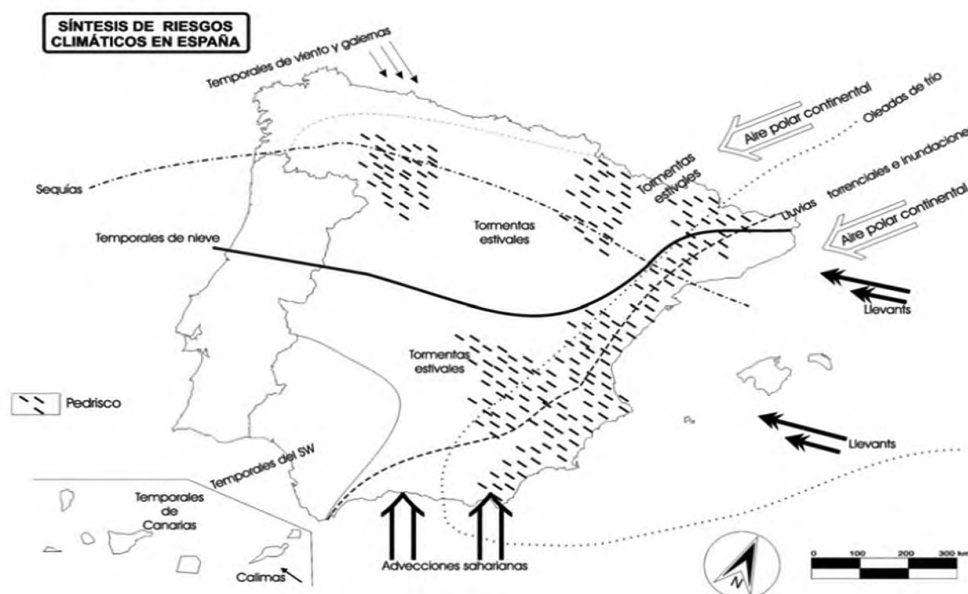 SÍNTESIS DE RIESGOS
CLIMÁTICOS EN ESPAÑA
Temporales de viento y galernas
Aire polar continental
Oleadas de frío
Tormentas
estivales
Lluvias torrenciales e inundacione
Sequías
Tormentas
estivales
Temporales de nieve
Aire polar continental
Llevants
Tormentas
estivales
Pedrisco
Llevants
Temporales del SW
Temporales
de
Canarias
Calimas
Advecciones saharianas
N
0 100 200 300 km